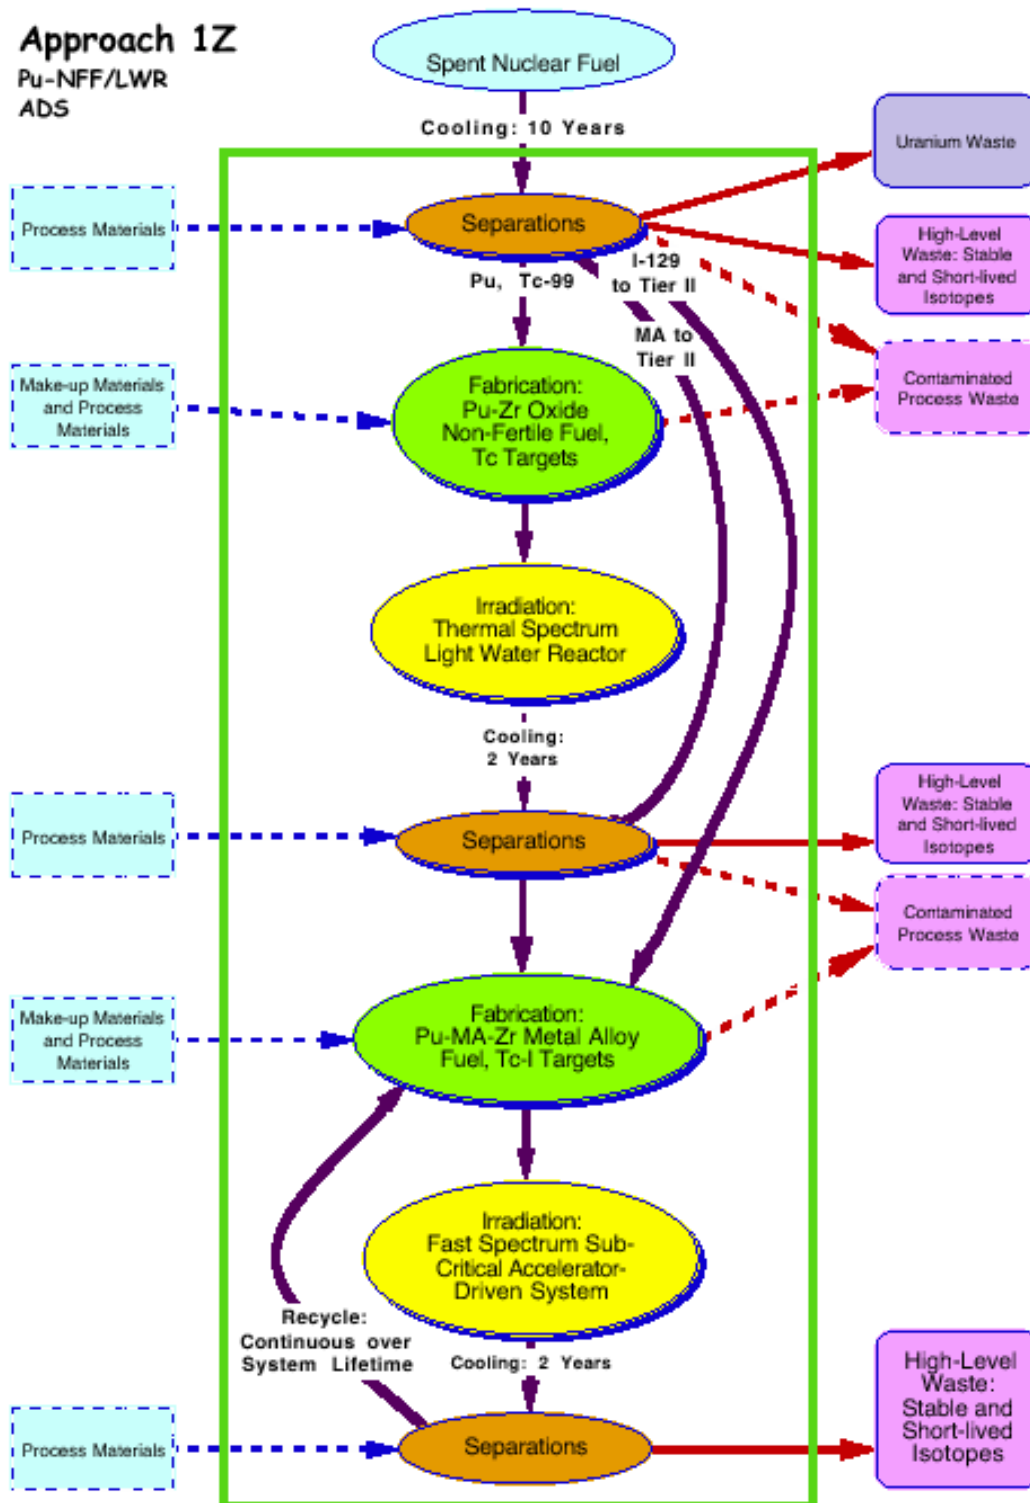 Approach 1Z
Pu-NFF/LWR
ADS
Spent Nuclear Fuel
Cooling: 10 Years
Uranium Waste
Process Materials
Separations
High-Level
Waste: Stable
and Short-lived
Isotopes
Pu, Tc-99
I-129
to Tier II
MA to
Tier II
Make-up Materials
and Process
Materials
Fabrication:
Pu-Zr Oxide
Non-Fertile Fuel,
Tc Targets
Contaminated
Process Waste
Irradiation:
Thermal Spectrum
Light Water Reactor
Cooling:
2 Years
Process Materials
Separations
High-Level
Waste: Stable
and Short-lived
Isotopes
Contaminated
Process Waste
Make-up Materials
and Process
Materials
Fabrication:
Pu-MA-Zr Metal Alloy
Fuel, Tc-I Targets
Irradiation:
Fast Spectrum Sub-
Critical Accelerator-
Driven System
Recycle:
Continuous over
System Lifetime
Cooling: 2 Years
Process Materials
Separations
High-Level
Waste:
Stable and
Short-lived
Isotopes